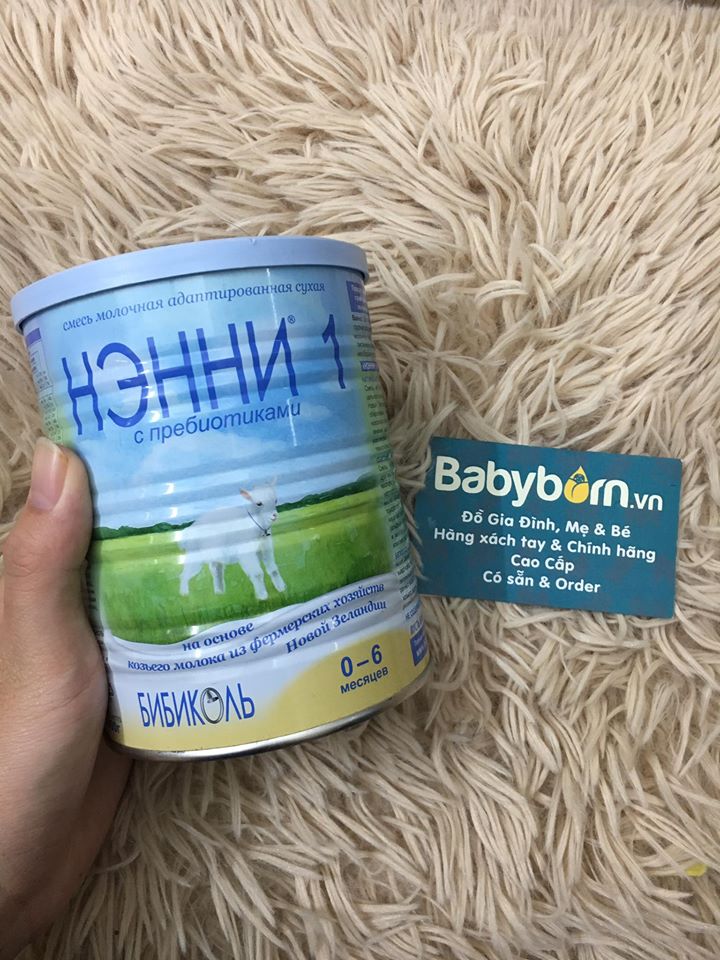 смесь молочная адаптированная сухая
НЭННИ® 1
с пребиотиками
на основе
козьего молока из фермерских хозяйств
Новой Зеландии
0–6
месяцев
БИБИКОЛЬ
Babyborn.vn
Đồ Gia Đình, Mẹ & Bé
Hàng xách tay & Chính hãng
Cao Cấp
Có sẵn & Order